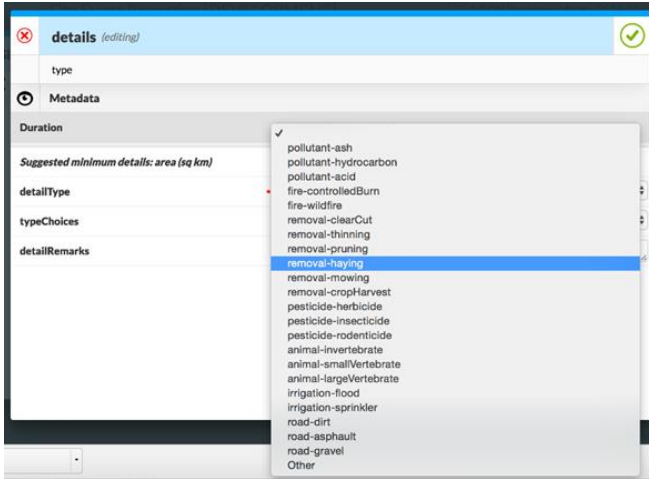 details (editing)
type
Metadata
Duration
Suggested minimum details: area (sq km)
detailType
typeChoices
detailRemarks
pollutant-ash
pollutant-hydrocarbon
pollutant-acid
fire-controlledBurn
fire-wildfire
removal-clearCut
removal-thinning
removal-pruning
removal-haying
removal-mowing
removal-cropHarvest
pesticide-herbicide
pesticide-insecticide
pesticide-rodenticide
animal-invertebrate
animal-smallVertebrate
animal-largeVertebrate
irrigation-flood
irrigation-sprinkler
road-dirt
road-asphault
road-gravel
Other